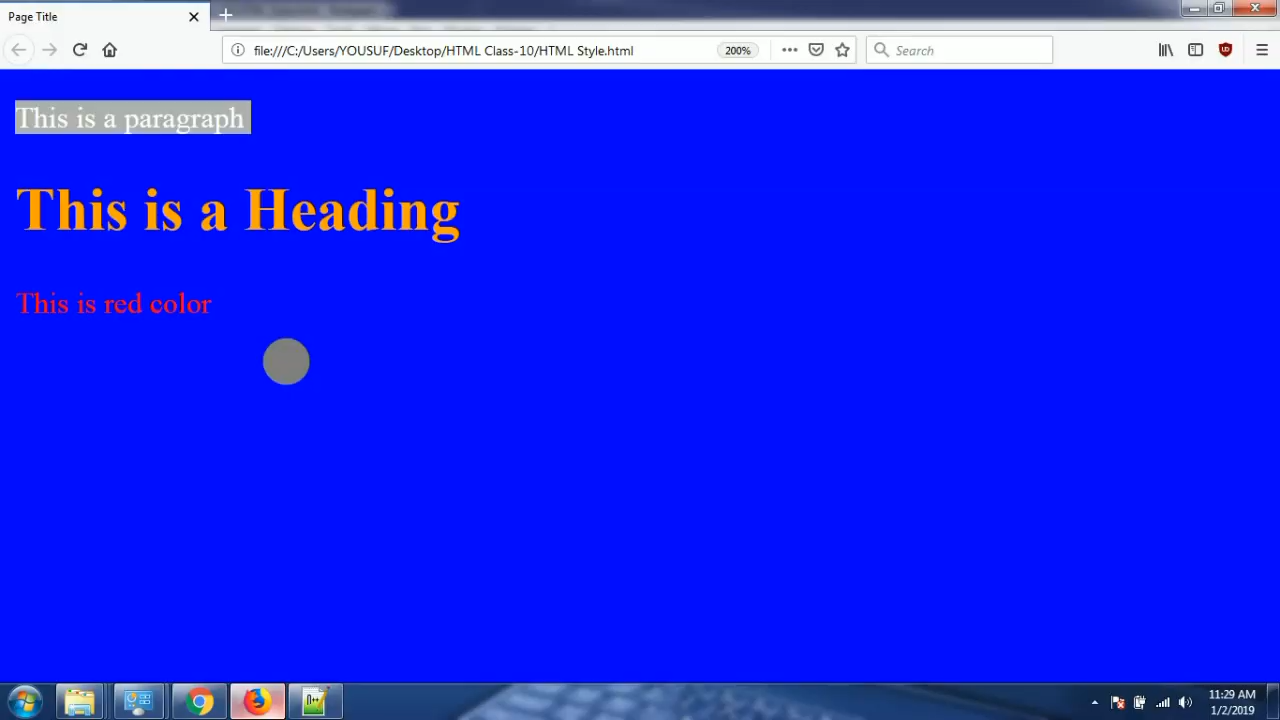 Page Title
file:///C:/Users/YOUSUF/Desktop/HTML Class-10/HTML Style.html
200%
Search
This is a paragraph
This is a Heading
This is red color
11:29 AM
1/2/2019